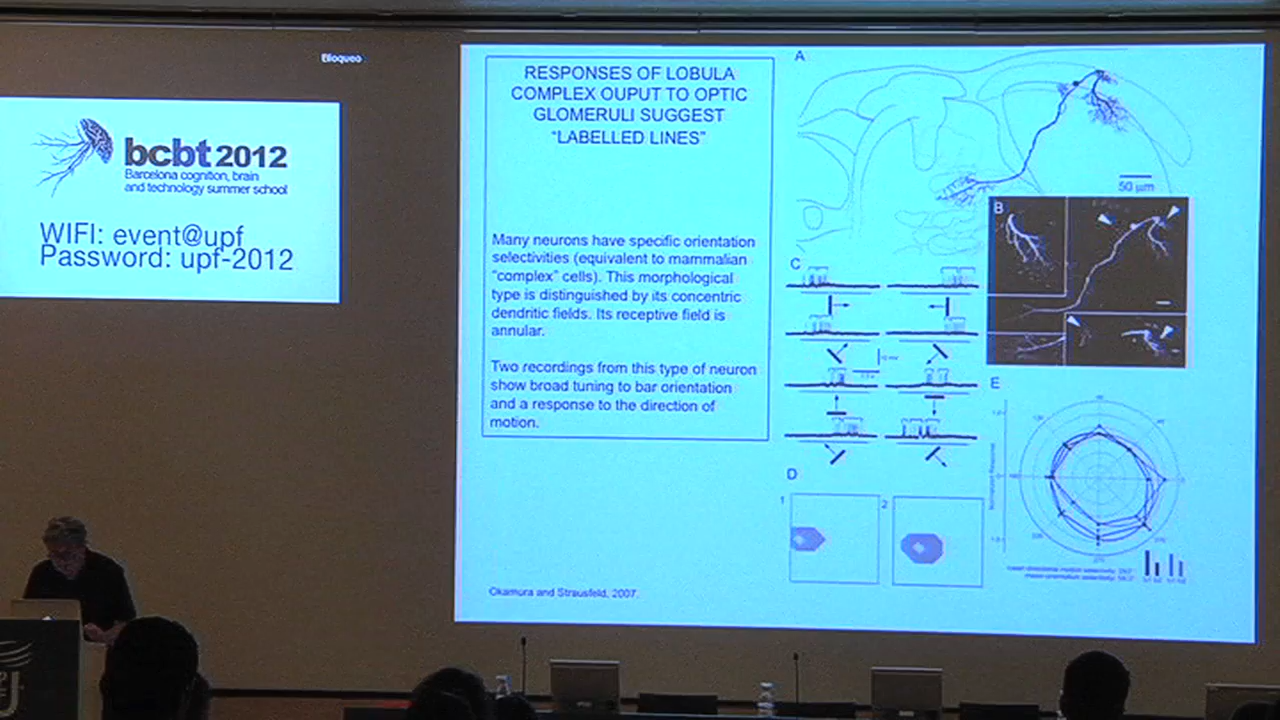 Bloqueo
bcbt 2012
Barcelona cognition, brain
and technology summer school
WIFI: event@upf
Password: upf-2012
RESPONSES OF LOBULA
COMPLEX OUPUT TO OPTIC
GLOMERULI SUGGEST
"LABELLED LINES"
Many neurons have specific orientation
selectivities (equivalent to mammalian
"complex" cells). This morphological
type is distinguished by its concentric
dendritic fields. Its receptive field is
annular.
Two recordings from this type of neuron
show broad tuning to bar orientation
and a response to the direction of
motion.
Okamura and Strausfeld, 2007.
A
50 µm
B
C
D
1
2
E
Normalized Response